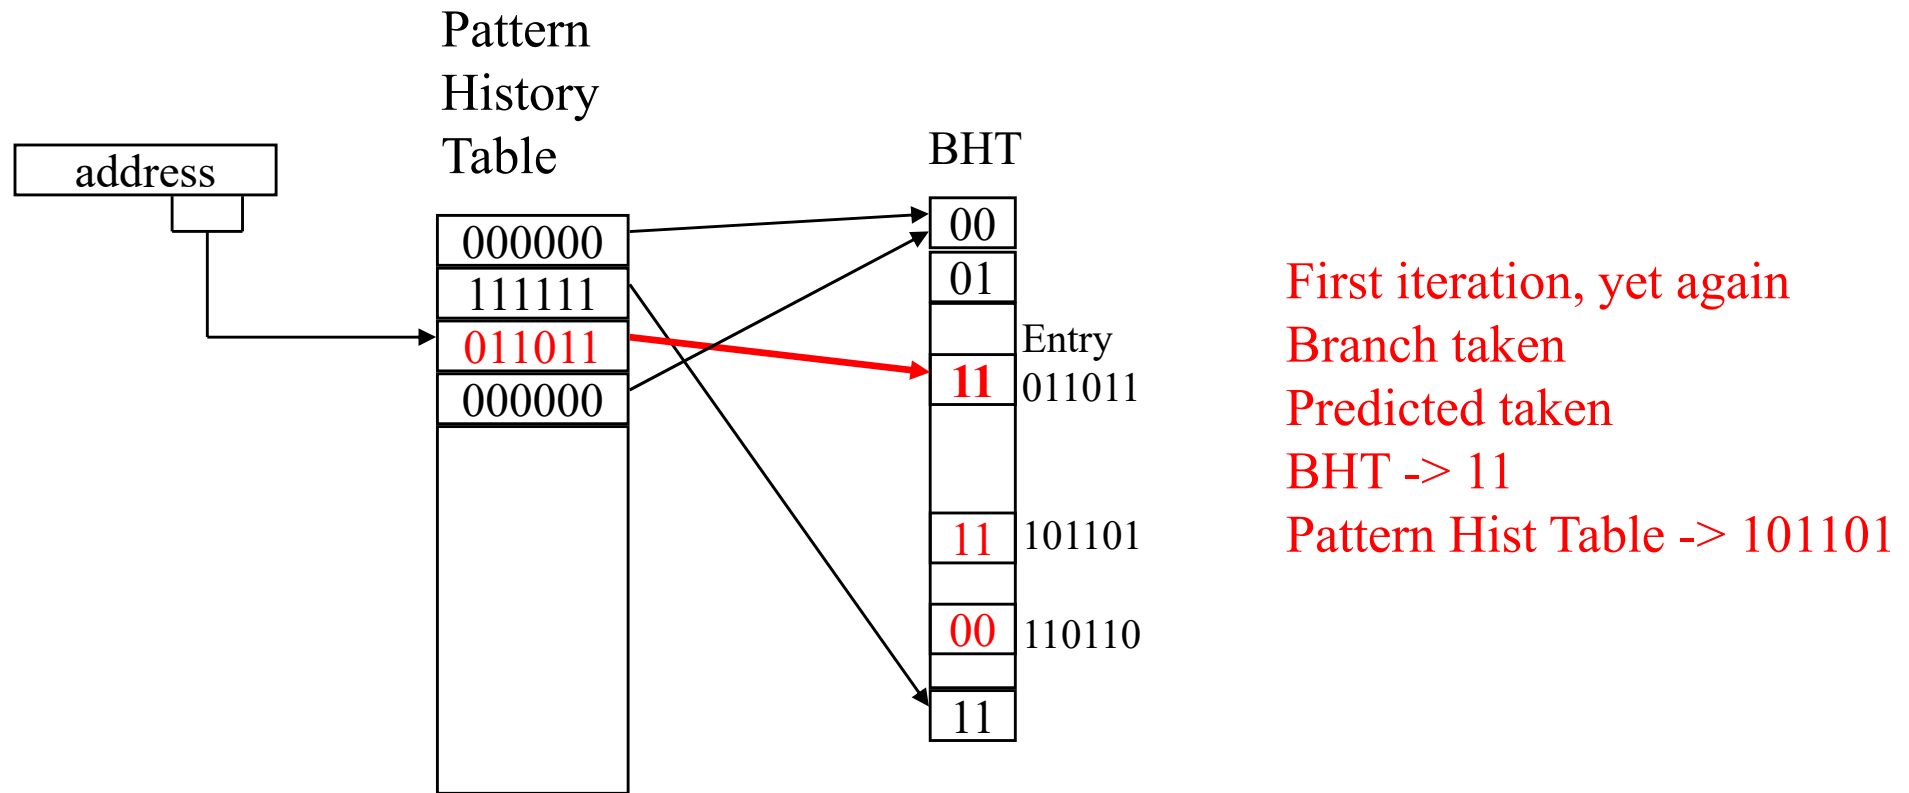 Pattern
History
Table
address
BHT
000000
111111
011011
000000
00
01
11
Entry
011011
11
101101
00
110110
11
First iteration, yet again
Branch taken
Predicted taken
BHT -> 11
Pattern Hist Table -> 101101